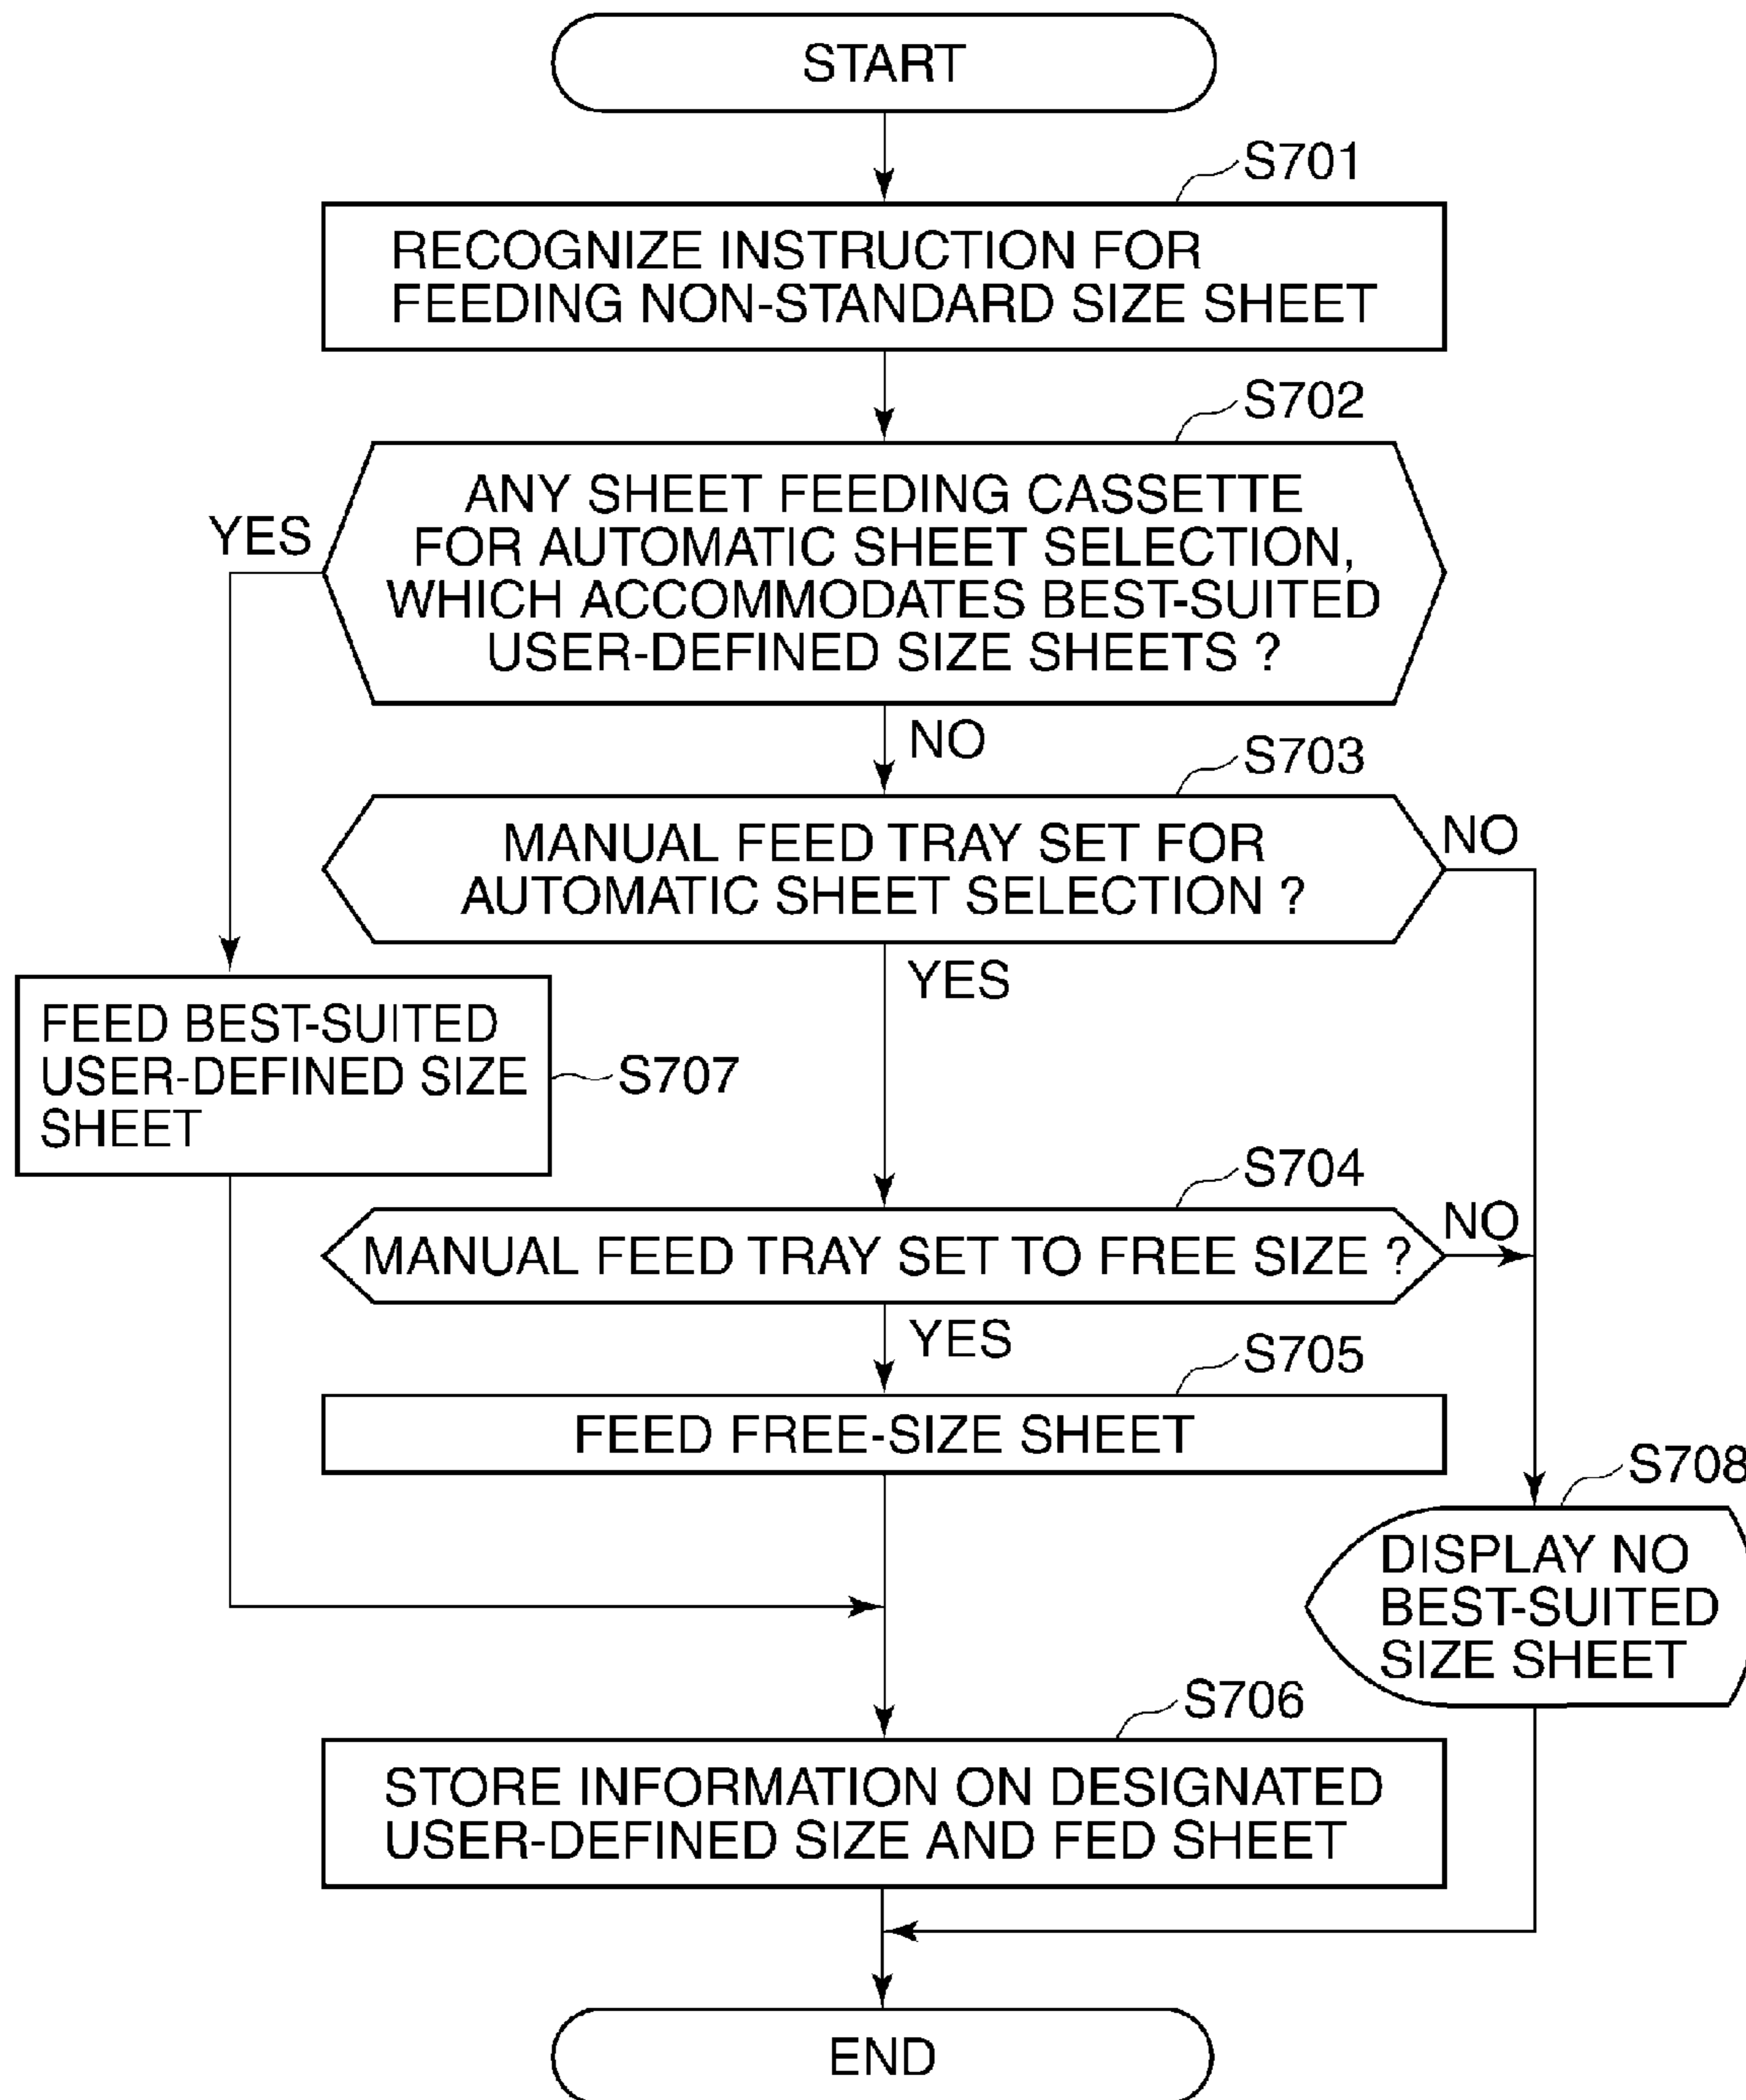 START
S701
RECOGNIZE INSTRUCTION FOR
FEEDING NON-STANDARD SIZE SHEET
S702
ANY SHEET FEEDING CASSETTE
FOR AUTOMATIC SHEET SELECTION,
WHICH ACCOMMODATES BEST-SUITED
USER-DEFINED SIZE SHEETS ?
YES
NO
S703
MANUAL FEED TRAY SET FOR
AUTOMATIC SHEET SELECTION ?
NO
YES
FEED BEST-SUITED
USER-DEFINED SIZE
SHEET
S707
S704
MANUAL FEED TRAY SET TO FREE SIZE ?
NO
YES
S705
FEED FREE-SIZE SHEET
S708
DISPLAY NO
BEST-SUITED
SIZE SHEET
S706
STORE INFORMATION ON DESIGNATED
USER-DEFINED SIZE AND FED SHEET
END